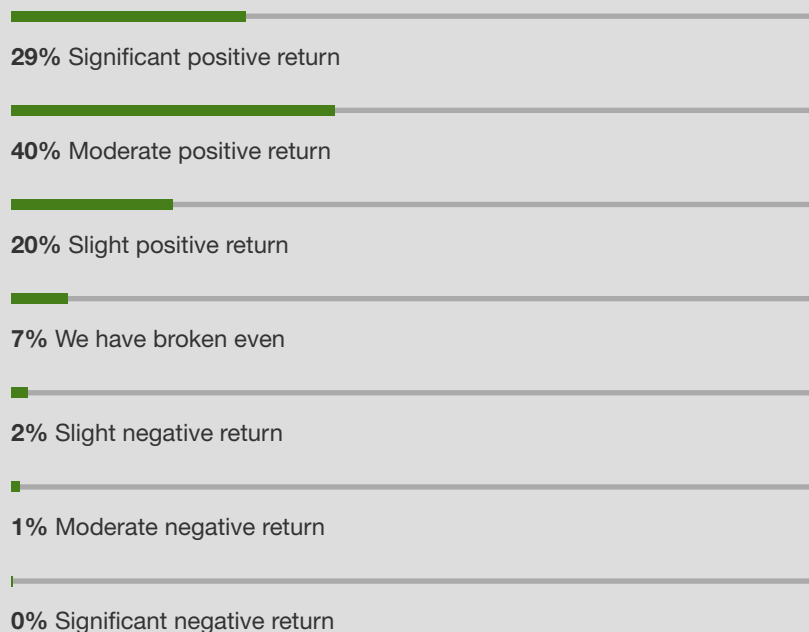 29% Significant positive return
40% Moderate positive return
20% Slight positive return
7% We have broken even
2% Slight negative return
1% Moderate negative return
0% Significant negative return